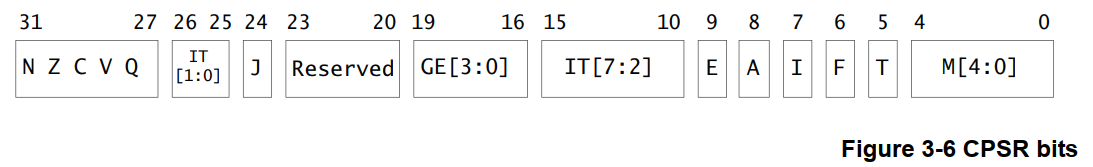 31 27 26 25 24 23 20 19 16 15 10 9 8 7 6 5 4 0
N Z C V Q IT [1:0] J Reserved GE[3:0] IT[7:2] E A I F T M[4:0]
Figure 3-6 CPSR bits